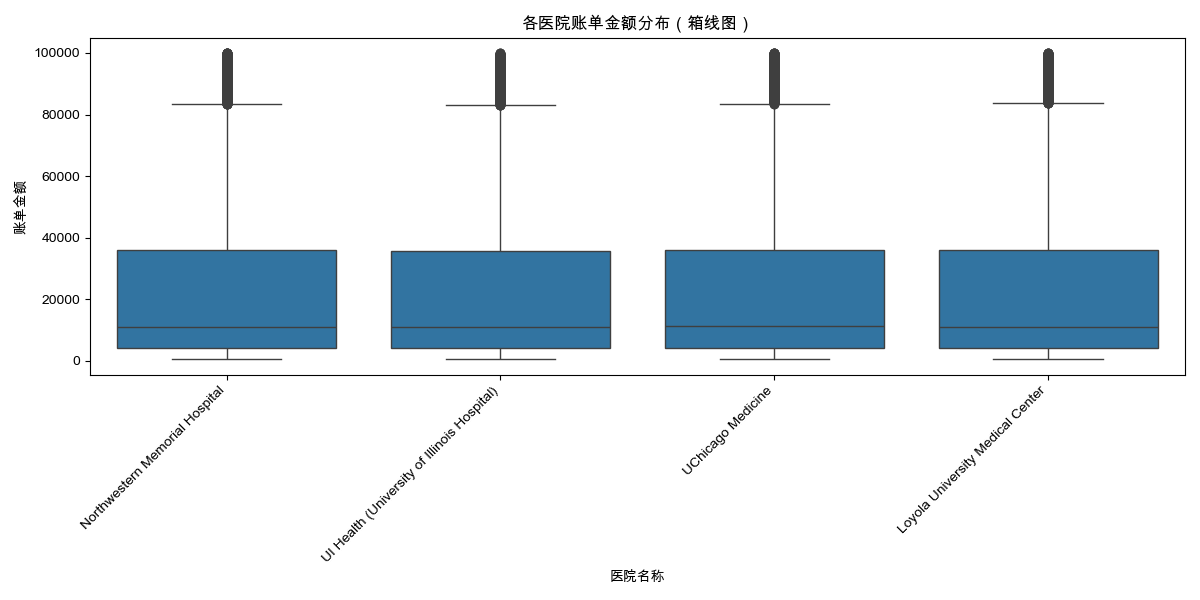 各医院账单金额分布（箱线图）
账单金额
100000
80000
60000
40000
20000
0
Northwestern Memorial Hospital
UI Health (University of Illinois Hospital)
UChicago Medicine
Loyola University Medical Center
医院名称